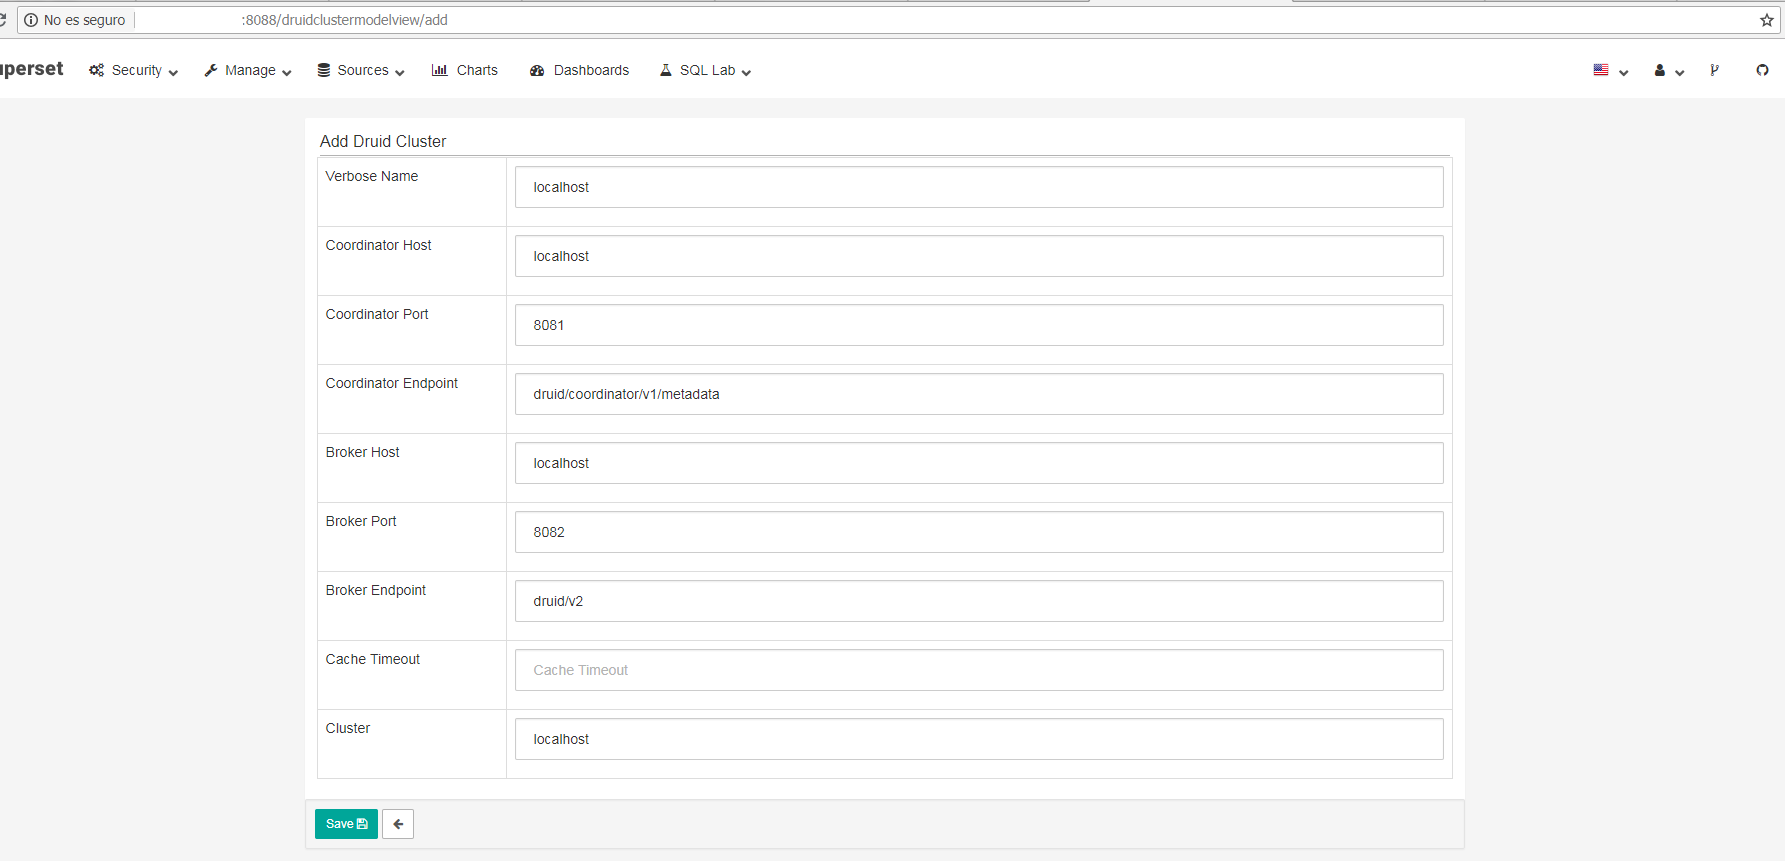 No es seguro :8088/druidclustermodelview/add
perset Security Manage Sources Charts Dashboards SQL Lab
Add Druid Cluster
Verbose Name localhost
Coordinator Host localhost
Coordinator Port 8081
Coordinator Endpoint druid/coordinator/v1/metadata
Broker Host localhost
Broker Port 8082
Broker Endpoint druid/v2
Cache Timeout Cache Timeout
Cluster localhost
Save